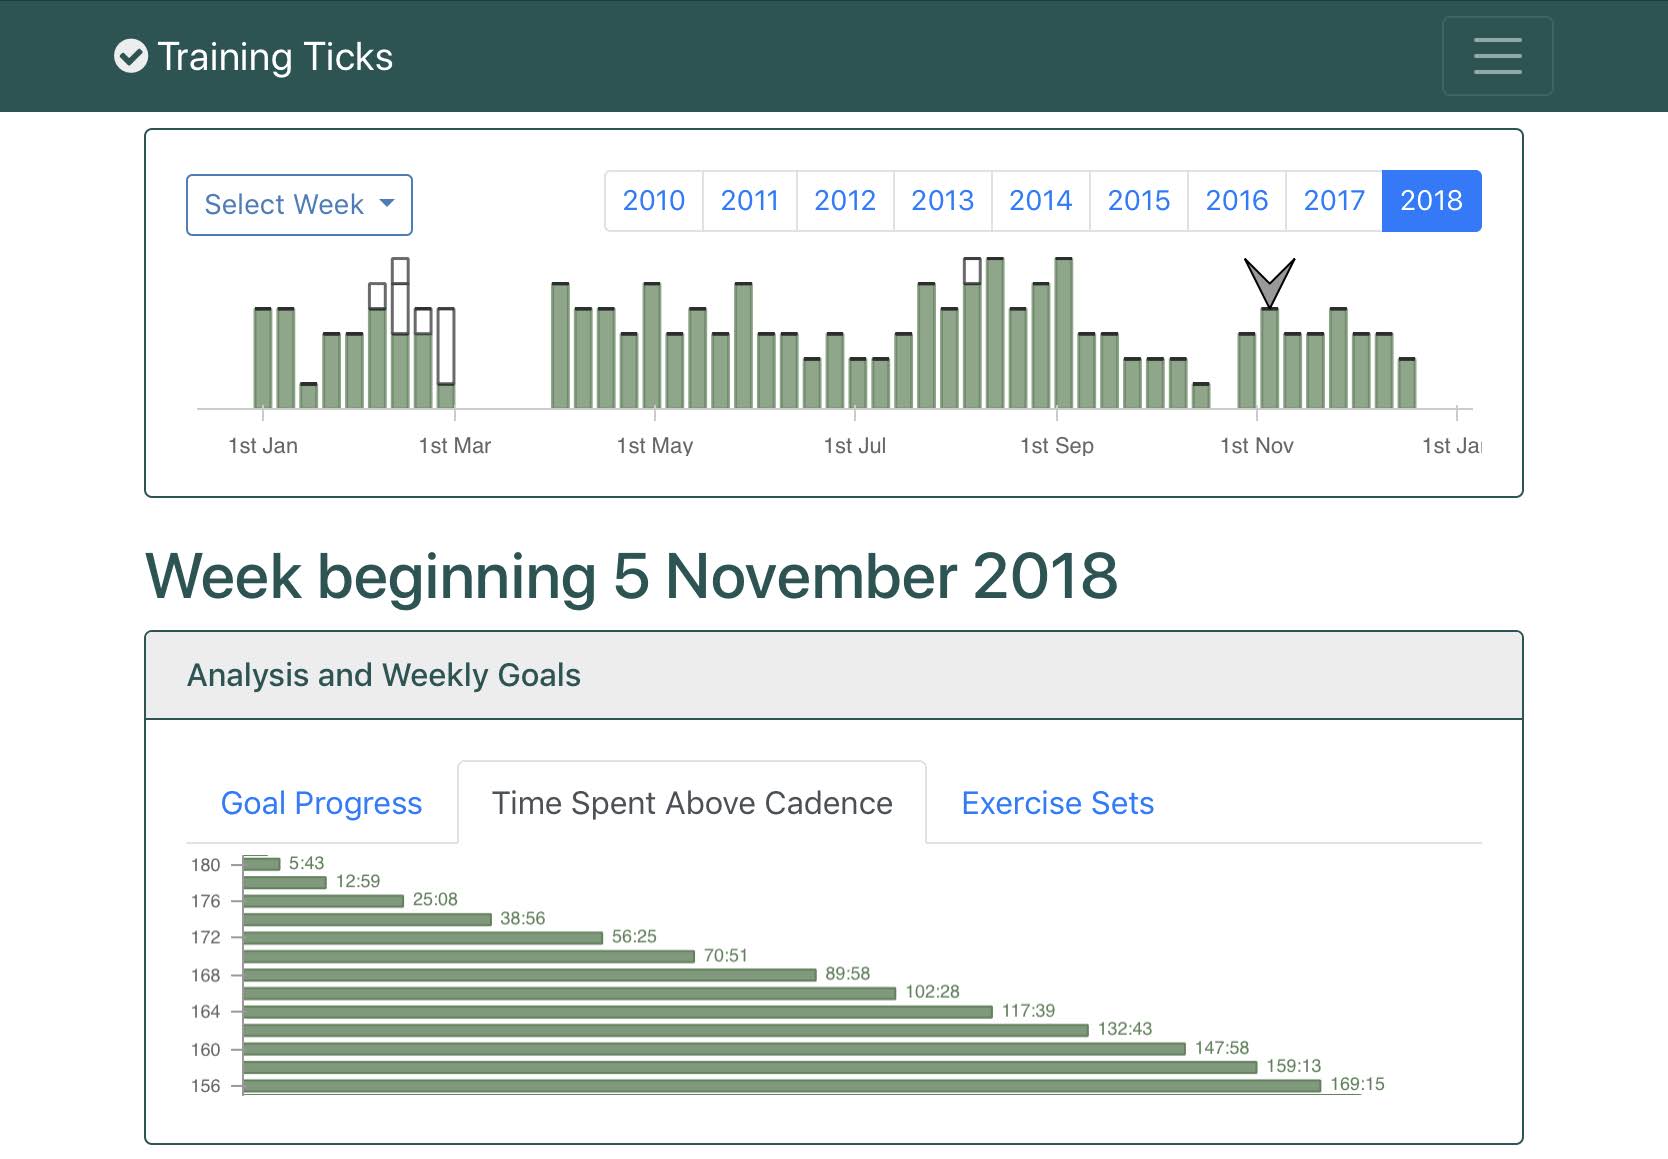 Training Ticks
Select Week
2010 2011 2012 2013 2014 2015 2016 2017 2018
1st Jan 1st Mar 1st May 1st Jul 1st Sep 1st Nov 1st Ja
Week beginning 5 November 2018
Analysis and Weekly Goals
Goal Progress Time Spent Above Cadence Exercise Sets
180 5:43
12:59
176 25:08
38:56
172 56:25
70:51
168 89:58
102:28
164 117:39
132:43
160 147:58
159:13
156 169:15